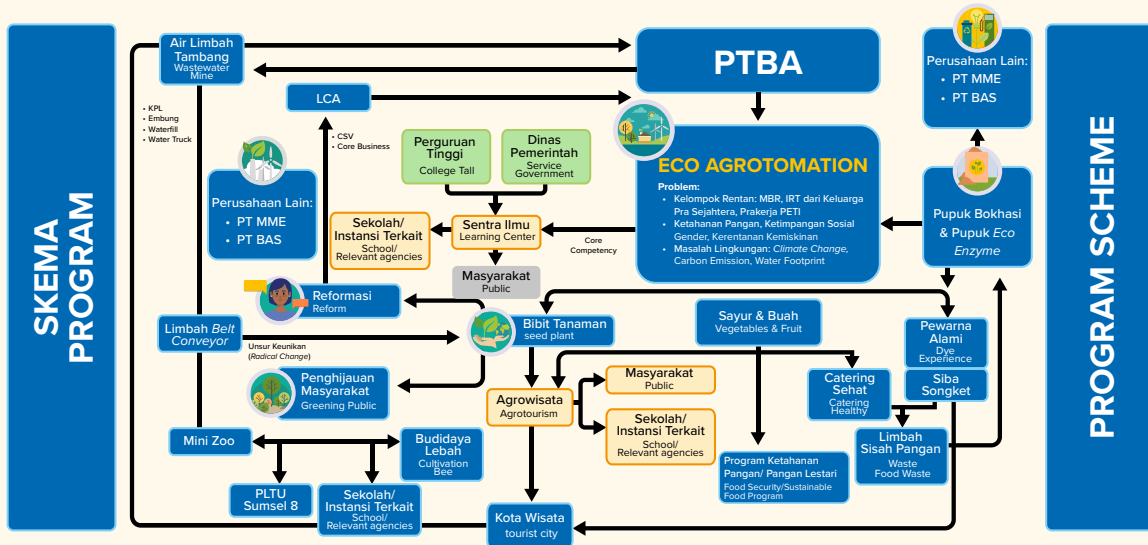 SKEMA
PROGRAM
Air Limbah
Tambang
Wastewater
Mine
• KPL
• Embung
• Waterfill
• Water Truck
LCA
• CSV
• Core Business
PTBA
Perusahaan Lain:
• PT MME
• PT BAS
Perguruan
Tinggi
College Tall
Dinas
Pemerintah
Service
Government
ECO AGROTOMATION
Problem:
• Kelompok Rentan: MBR, IRT dari Keluarga
Pra Sejahtera, Prakerja PETI
• Ketahanan Pangan, Ketimpangan Sosial
Gender, Kerentanan Kemiskinan
• Masalah Lingkungan: Climate Change,
Carbon Emission, Water Footprint
Perusahaan Lain:
• PT MME
• PT BAS
Pupuk Bokhasi
& Pupuk Eco
Enzyme
Sekolah/
Instansi Terkait
School/
Relevant agencies
Sentra Ilmu
Learning Center
Core
Competency
Masyarakat
Public
Reformasi
Reform
Limbah Belt
Conveyor
Unsur Keunikan
(Radical Change)
Bibit Tanaman
seed plant
Sayur & Buah
Vegetables & Fruit
Pewarna
Alami
Dye
Experience
Penghijauan
Masyarakat
Greening Public
Agrowisata
Agrotourism
Masyarakat
Public
Catering
Sehat
Catering
Healthy
Siba
Songket
Sekolah/
Instansi Terkait
School/
Relevant agencies
Mini Zoo
Budidaya
Lebah
Cultivation
Bee
Limbah
Sisah Pangan
Waste
Food Waste
Program Ketahanan
Pangan/ Pangan Lestari
Food Security/Sustainable
Food Program
PLTU
Sumsel 8
Sekolah/
Instansi Terkait
School/
Relevant agencies
Kota Wisata
tourist city
PROGRAM SCHEME